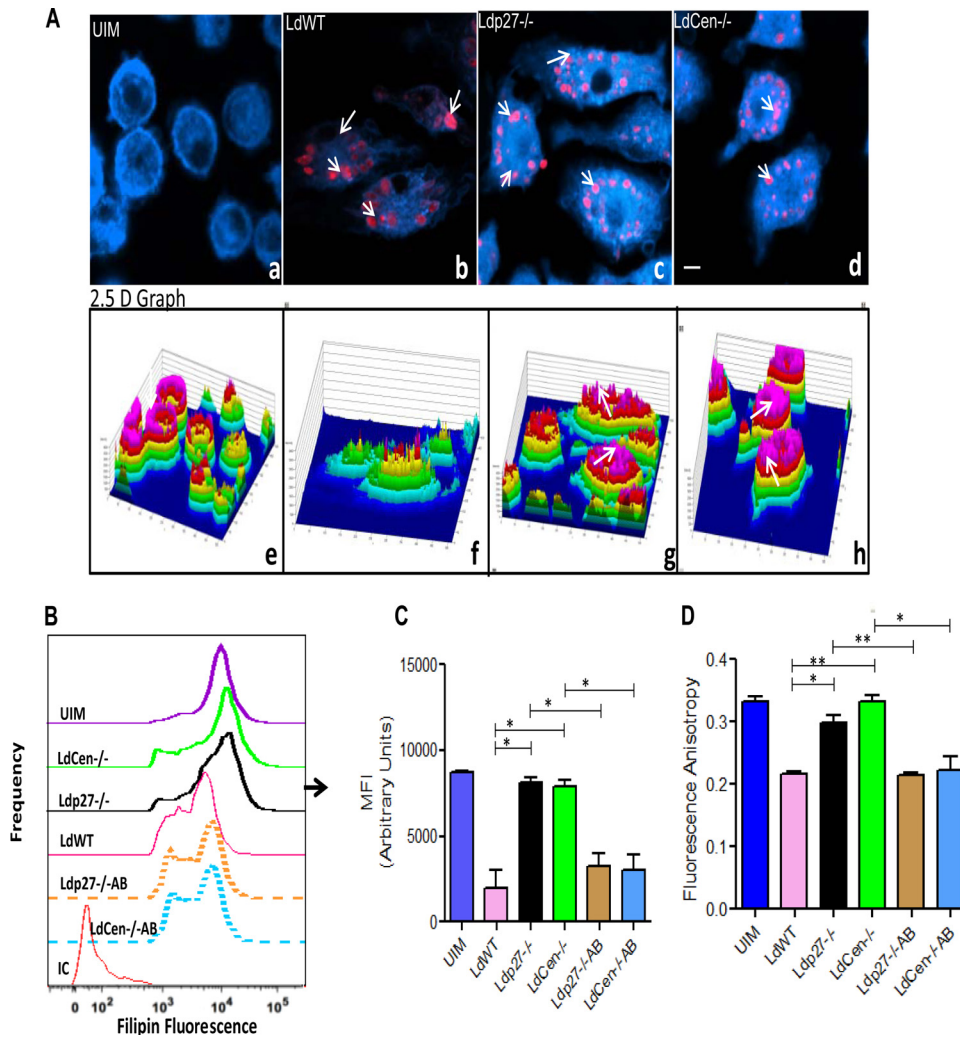 A
UIM
LdWT
Ldp27-/-
LdCen-/-
a
b
c
d
2.5 D Graph
e
f
g
h
B
Frequency
UIM
LdCen-/-
Ldp27-/-
LdWT
Ldp27-/-AB
LdCen-/-AB
IC
0 10^2 10^3 10^4 10^5
Filipin Fluorescence
C
MFI
(Arbitrary Units)
15000
10000
5000
0
*
*
*
*
UIM
LdWT
Ldp27-/-
LdCen-/-
Ldp27-/-AB
LdCen-/-AB
D
Fluorescence Anisotropy
0.4
0.3
0.2
0.1
0.0
*
**
**
*
UIM
LdWT
Ldp27-/-
LdCen-/-
Ldp27-/-AB
LdCen-/-AB